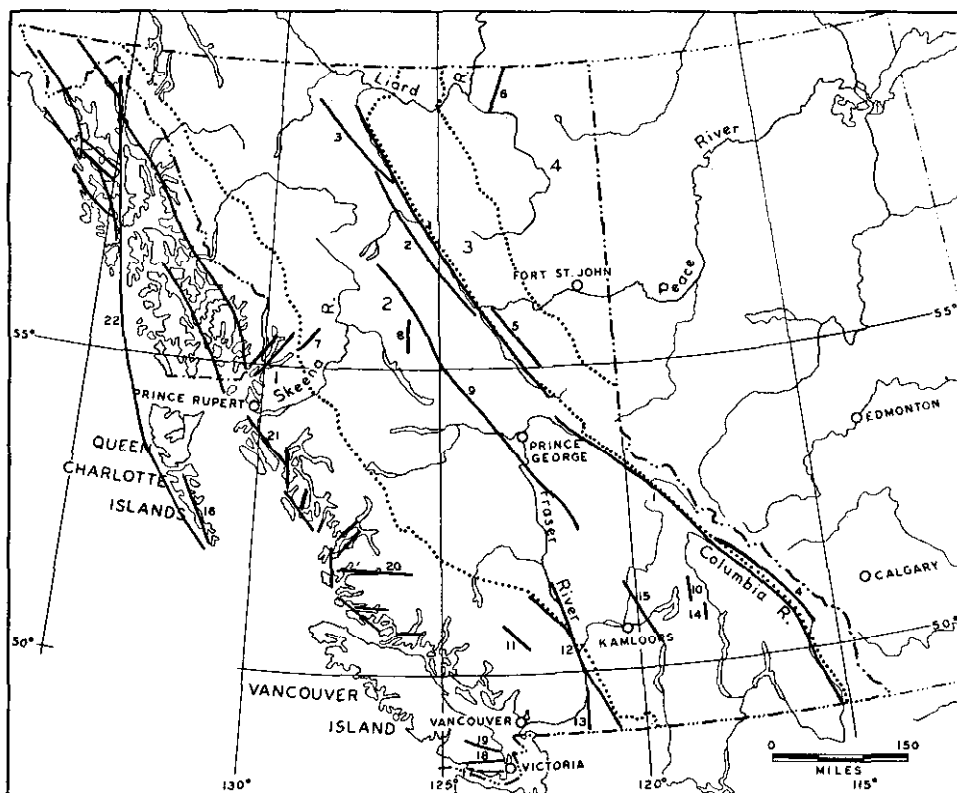 Liard R.
6
3
River
4
1
2
3
FORT ST. JOHN
Peace
55°
2
R.
22
8
5
55°
7
Skeena
9
PRINCE RUPERT
EDMONTON
21
PRINCE
GEORGE
QUEEN
CHARLOTTE
ISLANDS
16
Fraser
River
Columbia R.
4
CALGARY
20
15
10
14
KAMLOOPS
50°
50°
11
12
VANCOUVER
ISLAND
VANCOUVER
13
19
18
17
VICTORIA
0 150
MILES
130°
125°
120°
115°